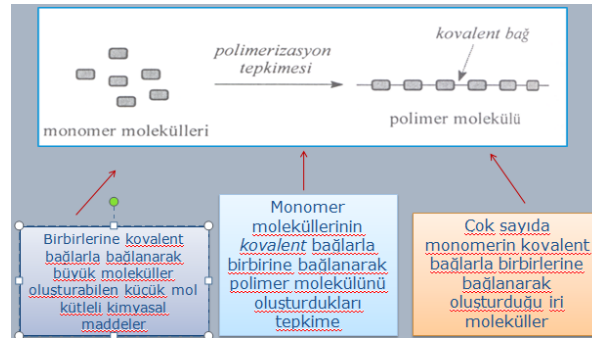 kovalent bağ
polimerizasyon
tepkimesi
monomer molekülleri
polimer molekülü
Birbirlerine kovalent
bağlarla bağlanarak
büyük moleküller
oluşturabilen küçük mol
kütleli kimyasal
maddeler
Monomer
moleküllerinin
kovalent bağlarla
birbirine bağlanarak
polimer molekülünü
oluşturdukları
tepkime
Çok sayıda
monomerin kovalent
bağlarla birbirlerine
bağlanarak
oluşturduğu iri
moleküller